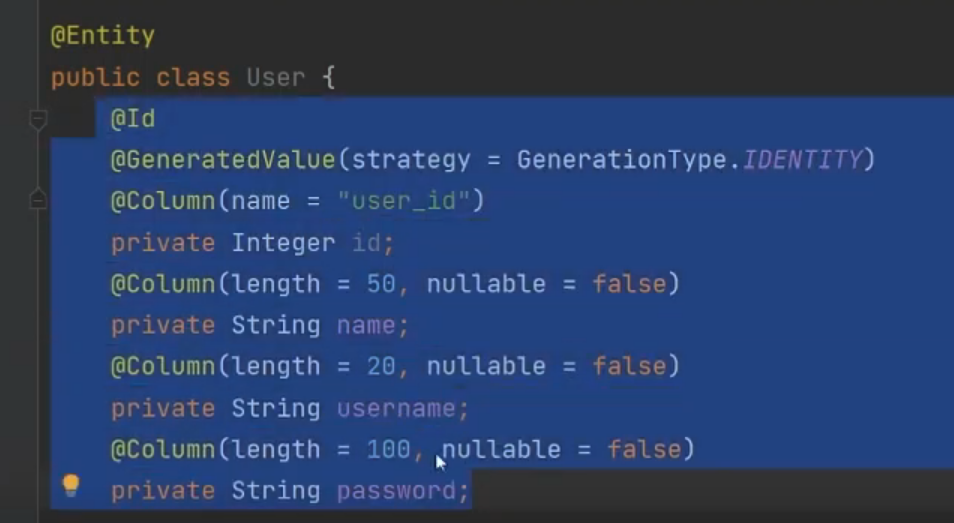 @Entity
public class User {
@Id
@GeneratedValue(strategy = GenerationType.IDENTITY)
@Column(name = "user_id")
private Integer id;
@Column(length = 50, nullable = false)
private String name;
@Column(length = 20, nullable = false)
private String username;
@Column(length = 100, nullable = false)
private String password;